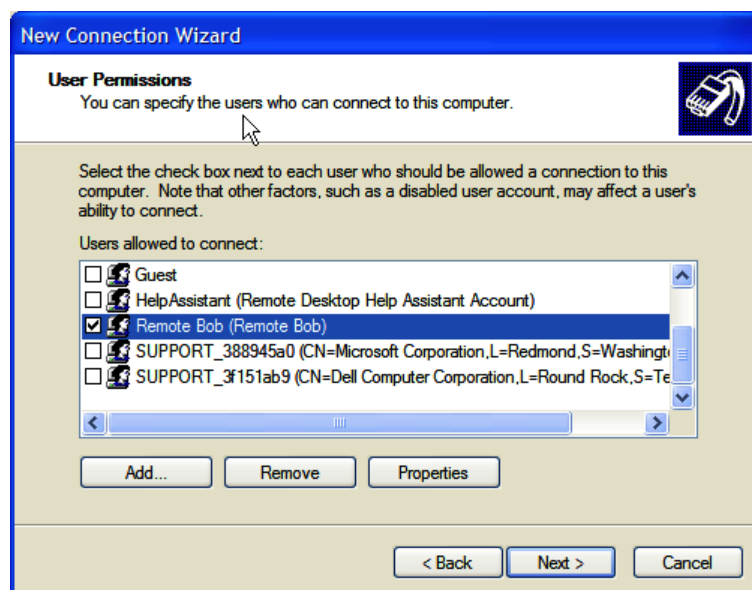 New Connection Wizard
User Permissions
You can specify the users who can connect to this computer.
Select the check box next to each user who should be allowed a connection to this
computer. Note that other factors, such as a disabled user account, may affect a user's
ability to connect.
Users allowed to connect:
Guest
HelpAssistant (Remote Desktop Help Assistant Account)
Remote Bob (Remote Bob)
SUPPORT_388945a0 (CN=Microsoft Corporation,L=Redmond,S=Washingt
SUPPORT_3f151ab9 (CN=Dell Computer Corporation,L=Round Rock,S=Te
Add... Remove Properties
< Back Next > Cancel